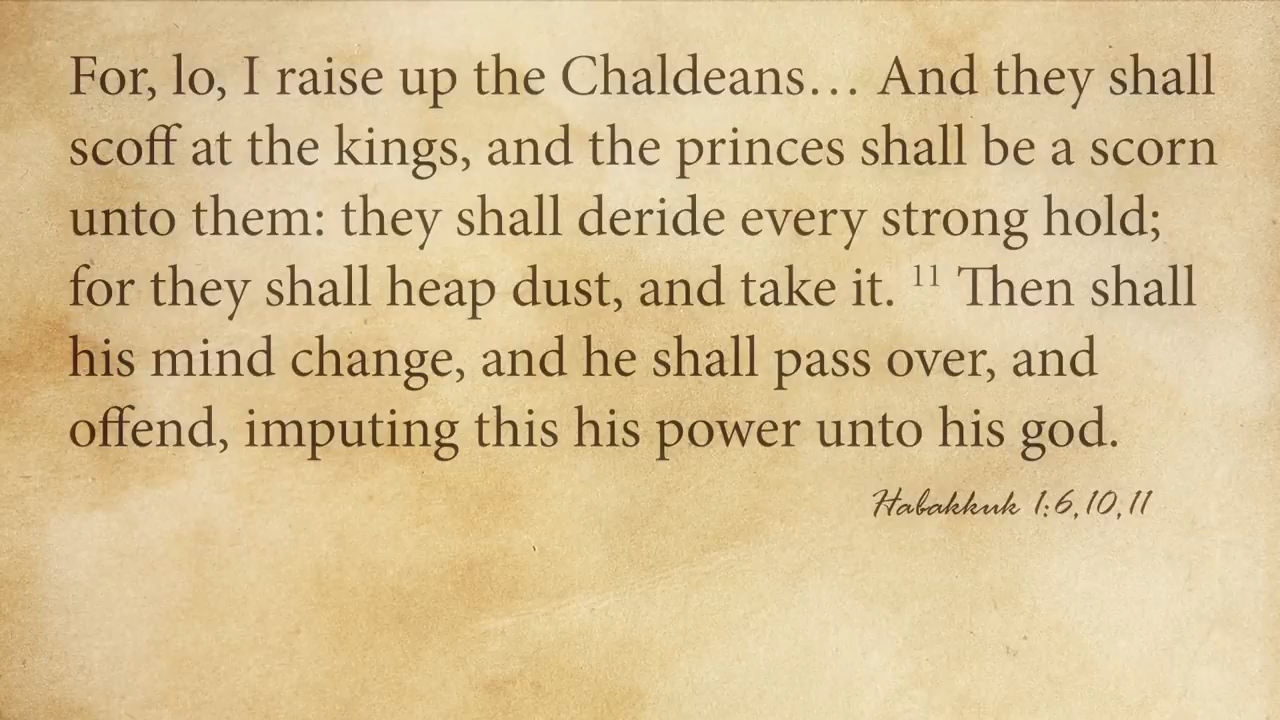 For, lo, I raise up the Chaldeans… And they shall
scoff at the kings, and the princes shall be a scorn
unto them: they shall deride every strong hold;
for they shall heap dust, and take it. ¹¹ Then shall
his mind change, and he shall pass over, and
offend, imputing this his power unto his god.
Habakkuk 1:6,10,11